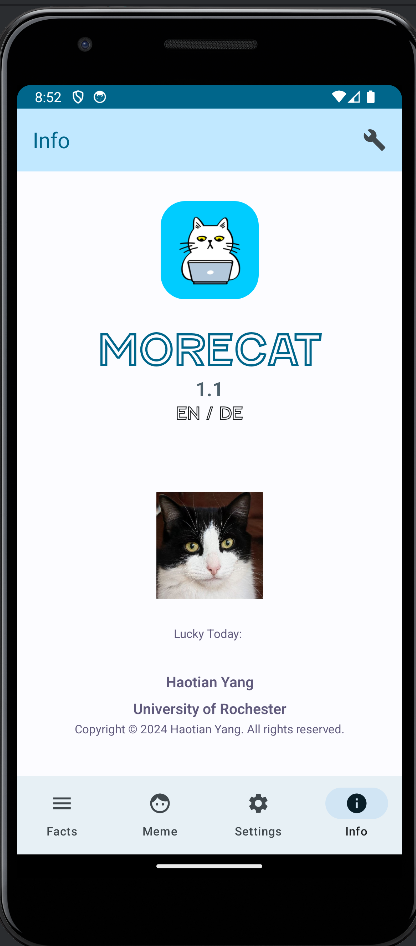 8:52
Info
MORECAT
1.1
EN / DE
Lucky Today:
Haotian Yang
University of Rochester
Copyright © 2024 Haotian Yang. All rights reserved.
Facts
Meme
Settings
Info